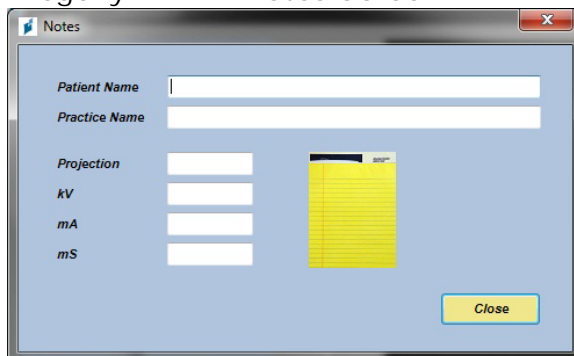 Notes
Patient Name
Practice Name
Projection
kV
mA
mS
Close